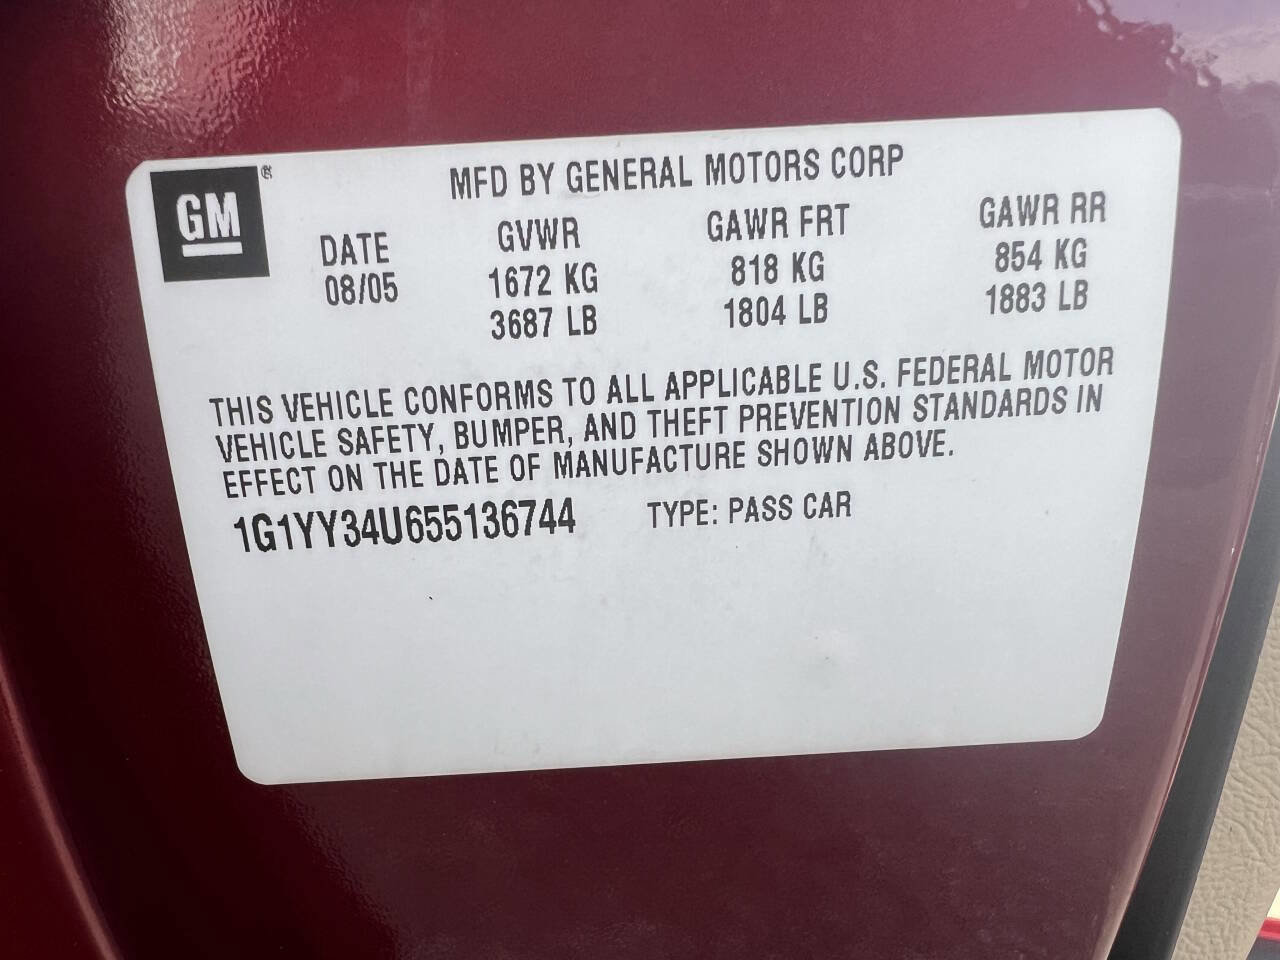 GM®
MFD BY GENERAL MOTORS CORP
DATE GVWR GAWR FRT GAWR RR
08/05 1672 KG 818 KG 854 KG
3687 LB 1804 LB 1883 LB
THIS VEHICLE CONFORMS TO ALL APPLICABLE U.S. FEDERAL MOTOR
VEHICLE SAFETY, BUMPER, AND THEFT PREVENTION STANDARDS IN
EFFECT ON THE DATE OF MANUFACTURE SHOWN ABOVE.
1G1YY34U655136744 TYPE: PASS CAR